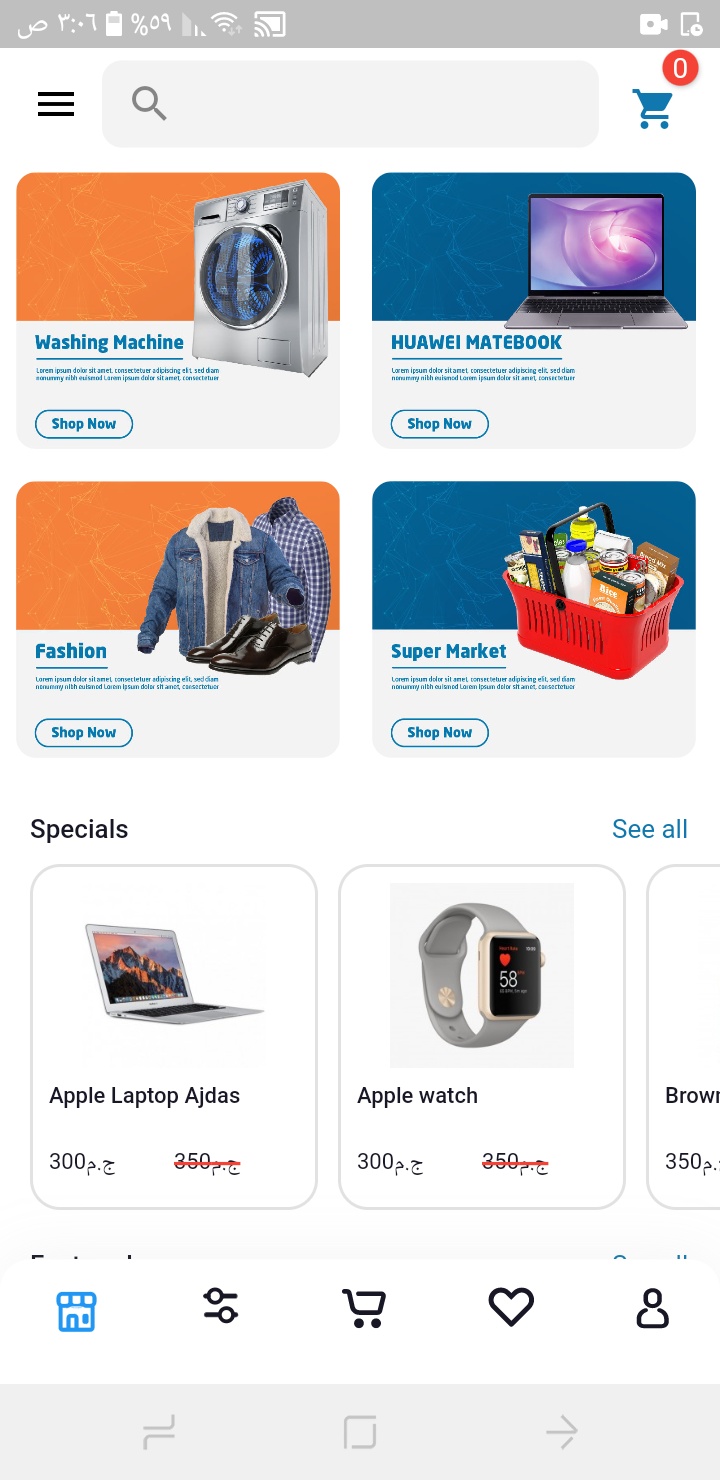 ص ٣:٠٦ %٥٩
0
Washing Machine
Lorem ipsum dolor sit amet, consectetuer adipiscing elit, sed diam
nonummy nibh euismod Lorem ipsum dolor sit amet, consectetuer
Shop Now
HUAWEI MATEBOOK
Lorem ipsum dolor sit amet, consectetuer adipiscing elit, sed diam
nonummy nibh euismod Lorem ipsum dolor sit amet, consectetuer
Shop Now
Fashion
Lorem ipsum dolor sit amet, consectetuer adipiscing elit, sed diam
nonummy nibh euismod Lorem ipsum dolor sit amet, consectetuer
Shop Now
Rice
Super Market
Lorem ipsum dolor sit amet, consectetuer adipiscing elit, sed diam
nonummy nibh euismod Lorem ipsum dolor sit amet, consectetuer
Shop Now
Specials See all
58
Apple Laptop Ajdas
300ج.م 350ج.م
Apple watch
300ج.م 350ج.م
Brown
350ج.م